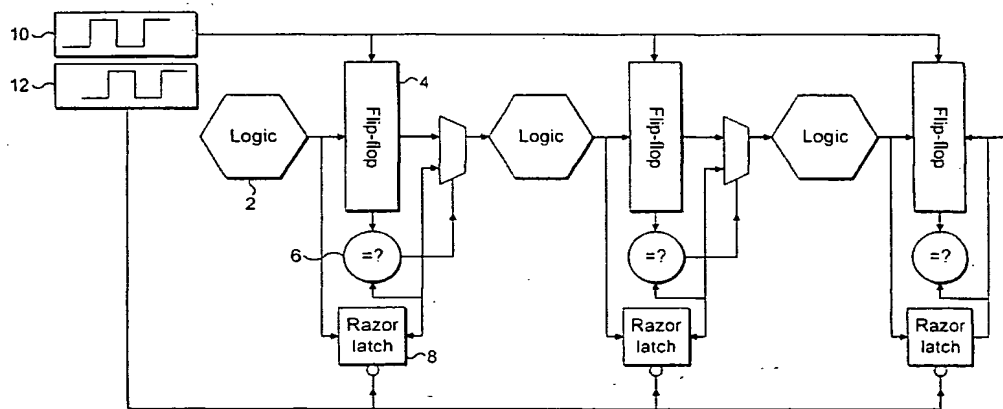 10
12
4
Logic
Flip-flop
Logic
Flip-flop
Logic
Flip-flop
2
6
=?
=?
=?
Razor
latch
8
Razor
latch
Razor
latch